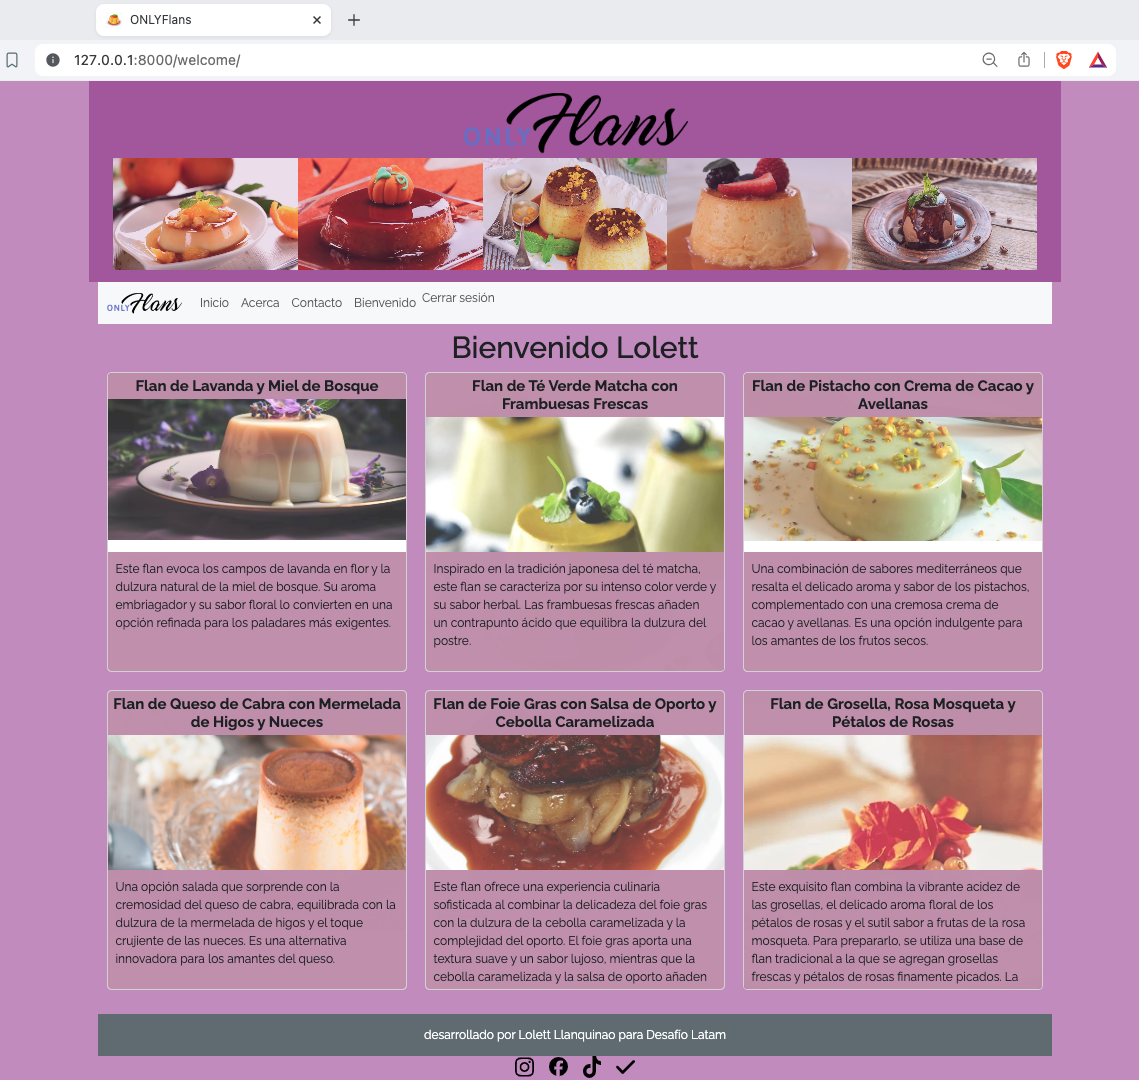 ONLYFlans
127.0.0.1:8000/welcome/
ONLY Flans
ONLY Flans
Inicio Acerca Contacto Bienvenido Cerrar sesión
Bienvenido Lolett
Flan de Lavanda y Miel de Bosque
Este flan evoca los campos de lavanda en flor y la
dulzura natural de la miel de bosque. Su aroma
embriagador y su sabor floral lo convierten en una
opción refinada para los paladares más exigentes.
Flan de Té Verde Matcha con
Frambuesas Frescas
Inspirado en la tradición japonesa del té matcha,
este flan se caracteriza por su intenso color verde y
su sabor herbal. Las frambuesas frescas añaden
un contrapunto ácido que equilibra la dulzura del
postre.
Flan de Pistacho con Crema de Cacao y
Avellanas
Una combinación de sabores mediterráneos que
resalta el delicado aroma y sabor de los pistachos,
complementado con una cremosa crema de
cacao y avellanas. Es una opción indulgente para
los amantes de los frutos secos.
Flan de Queso de Cabra con Mermelada
de Higos y Nueces
Una opción salada que sorprende con la
cremosidad del queso de cabra, equilibrada con la
dulzura de la mermelada de higos y el toque
crujiente de las nueces. Es una alternativa
innovadora para los amantes del queso.
Flan de Foie Gras con Salsa de Oporto y
Cebolla Caramelizada
Este flan ofrece una experiencia culinaria
sofisticada al combinar la delicadeza del foie gras
con la dulzura de la cebolla caramelizada y la
complejidad del oporto. El foie gras aporta una
textura suave y un sabor lujoso, mientras que la
cebolla caramelizada y la salsa de oporto añaden
Flan de Grosella, Rosa Mosqueta y
Pétalos de Rosas
Este exquisito flan combina la vibrante acidez de
las grosellas, el delicado aroma floral de los
pétalos de rosas y el sutil sabor a frutas de la rosa
mosqueta. Para prepararlo, se utiliza una base de
flan tradicional a la que se agregan grosellas
frescas y pétalos de rosas finamente picados. La
desarrollado por Lolett Llanquinao para Desafío Latam